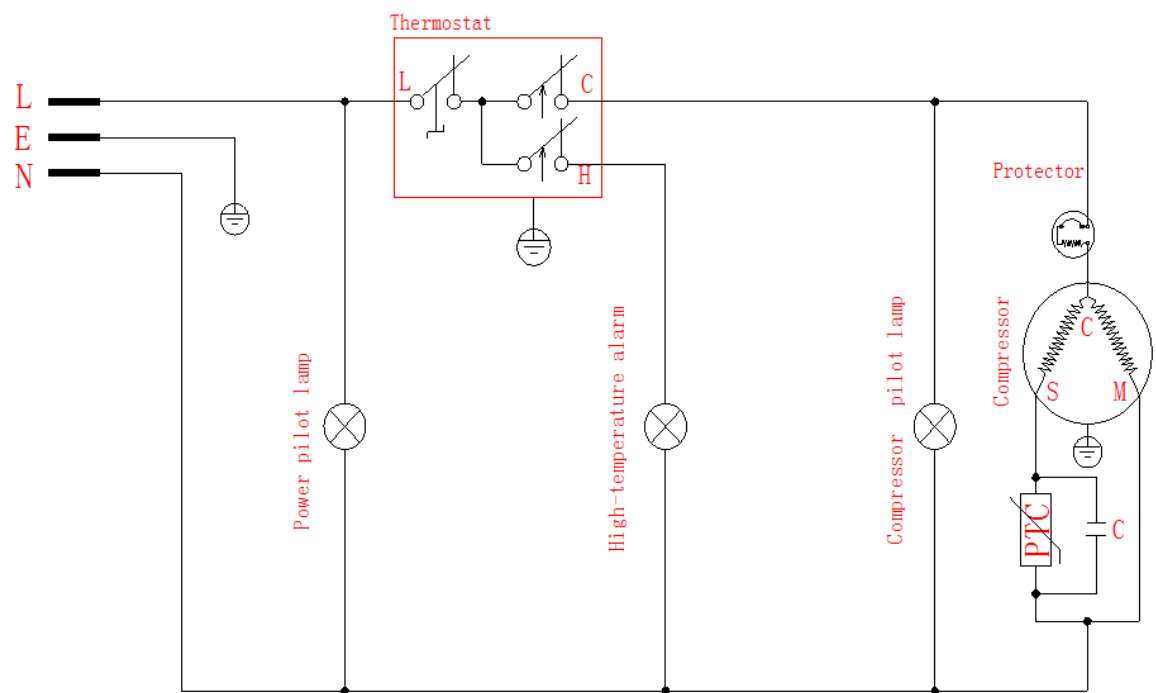 Thermostat
L
C
L
E
N
H
Protector
Power pilot lamp
High-temperature alarm
Compressor pilot lamp
Compressor
C
S
M
PTC
C